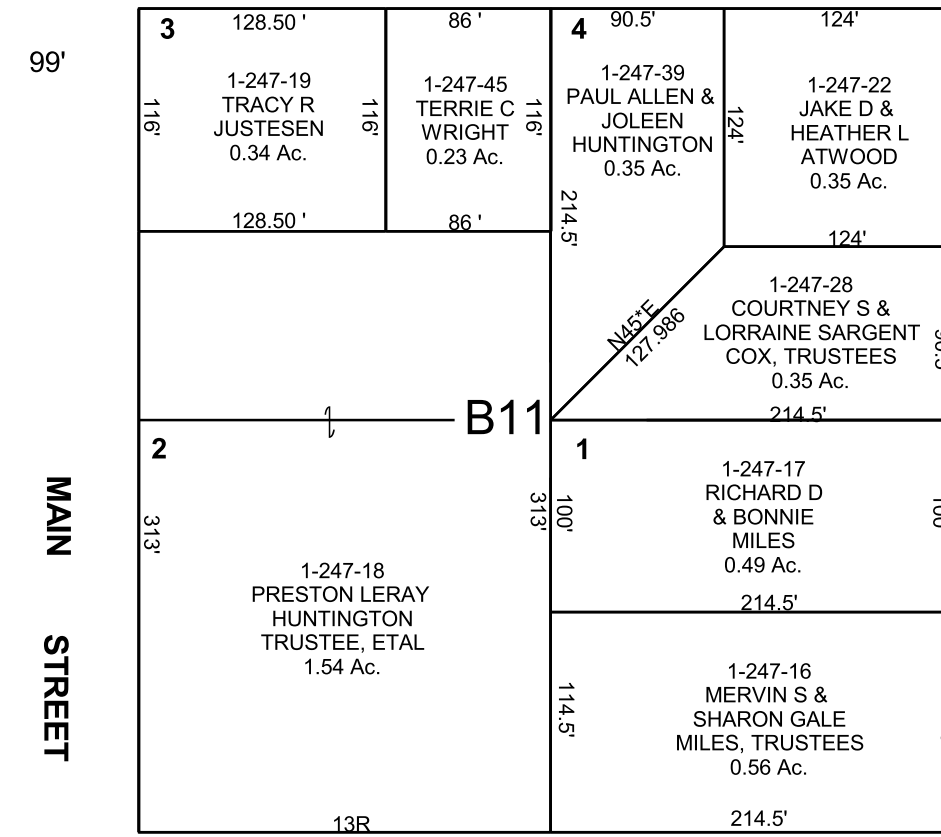 99'
3
128.50 '
1-247-19
TRACY R
JUSTESEN
0.34 Ac.
116'
116'
128.50 '
86 '
1-247-45
TERRIE C
WRIGHT
0.23 Ac.
116'
86 '
4
90.5'
1-247-39
PAUL ALLEN &
JOLEEN
HUNTINGTON
0.35 Ac.
214.5'
124'
124'
1-247-22
JAKE D &
HEATHER L
ATWOOD
0.35 Ac.
124'
N45*E
127.986
1-247-28
COURTNEY S &
LORRAINE SARGENT
COX, TRUSTEES
0.35 Ac.
214.5'
B11
2
313'
313'
1-247-18
PRESTON LERAY
HUNTINGTON
TRUSTEE, ETAL
1.54 Ac.
13R
1
100'
1-247-17
RICHARD D
& BONNIE
MILES
0.49 Ac.
100'
214.5'
114.5'
1-247-16
MERVIN S &
SHARON GALE
MILES, TRUSTEES
0.56 Ac.
214.5'
MAIN STREET